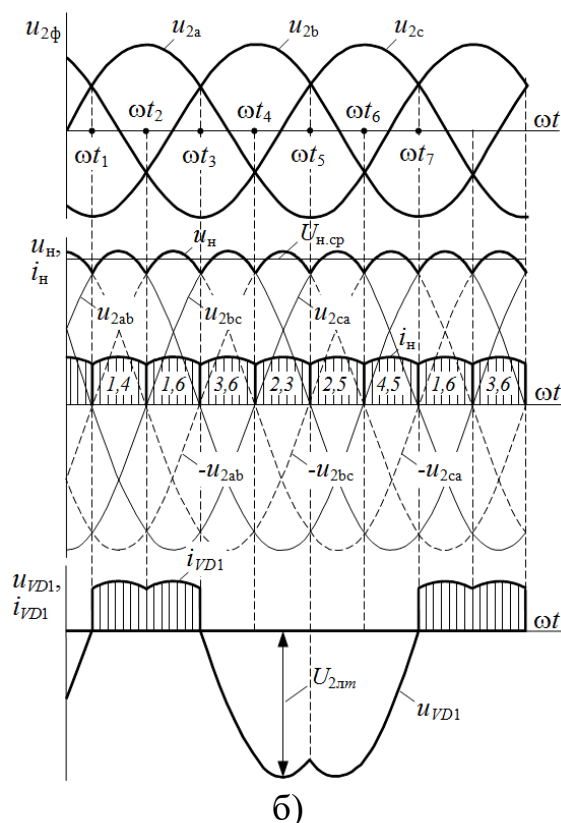 u2ф
u2a u2b u2c
ωt2 ωt4 ωt6 ωt
ωt1 ωt3 ωt5 ωt7
uн, iн
uн Uн.ср
u2ab u2bc u2ca iн
1,4 1,6 3,6 2,3 2,5 4,5 1,6 3,6 ωt
-u2ab -u2bc -u2ca
uVD1, iVD1
iVD1
ωt
U2лm
uVD1
б)